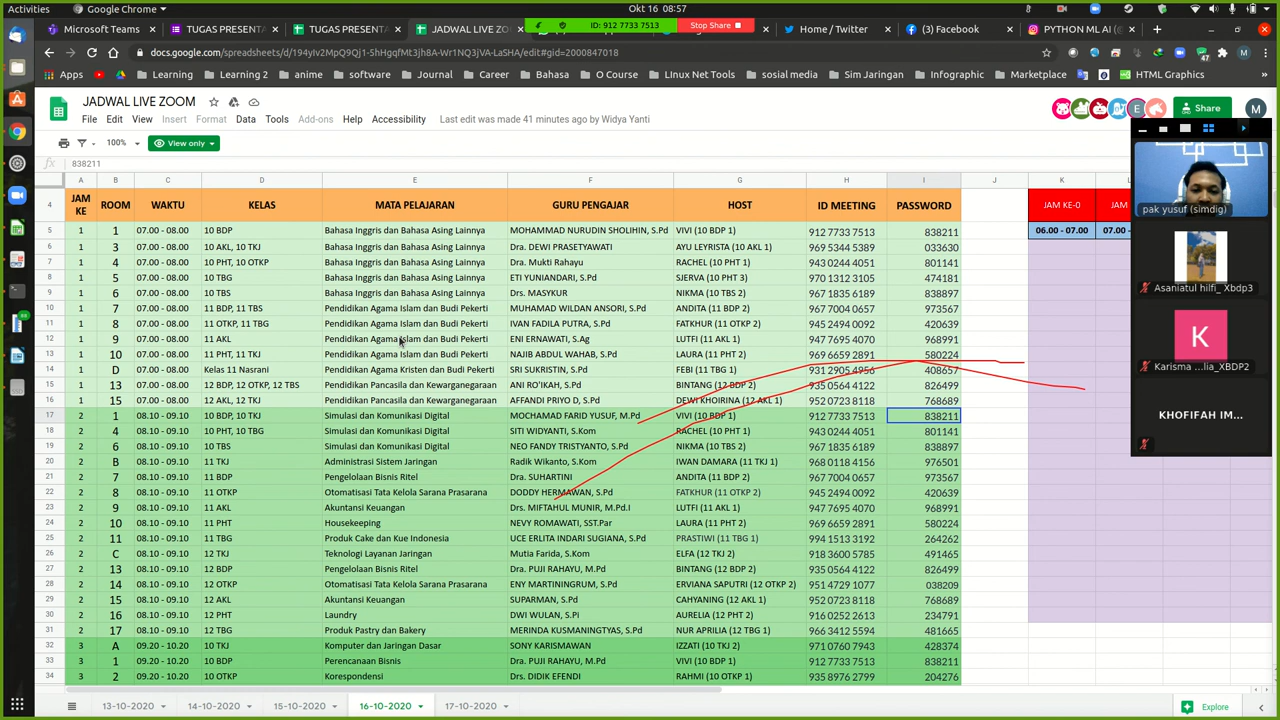 Activities Google Chrome Okt 16 08:57
Microsoft Teams TUGAS PRESENT TUGAS PRESENT JADWAL LIVE ZOOM Home / Twitter (3) Facebook PYTHON ML AI
ID: 912 7733 7513 Stop Share
docs.google.com/spreadsheets/d/194yIv2MpQ9Qj1-ShHgqfMt3jh8A-Wr1NQ3jVA-LaSHA/edit#gid=2000847018
Apps Learning Learning 2 anime software Journal Career Bahasa O Course LInux Net Tools sosial media Sim Jaringan Infographic Marketplace HTML Graphics
JADWAL LIVE ZOOM
Share
File Edit View Insert Format Data Tools Add-ons Help Accessibility Last edit was made 41 minutes ago by Widya Yanti
100% View only
fx 838211
A B C D E F G H I J K L
4 JAM KE ROOM WAKTU KELAS MATA PELAJARAN GURU PENGAJAR HOST ID MEETING PASSWORD JAM KE-0 JAM
5 1 1 07.00 - 08.00 10 BDP Bahasa Inggris dan Bahasa Asing Lainnya MOHAMMAD NURUDIN SHOLIHIN, S.Pd VIVI (10 BDP 1) 912 7733 7513 838211 06.00 - 07.00 07.00 -
6 1 3 07.00 - 08.00 10 AKL, 10 TKJ Bahasa Inggris dan Bahasa Asing Lainnya Dra. DEWI PRASETYAWATI AYU LEYRISTA (10 AKL 1) 969 5344 5389 033630
7 1 4 07.00 - 08.00 10 PHT, 10 OTKP Bahasa Inggris dan Bahasa Asing Lainnya Dra. Mukti Rahayu RACHEL (10 PHT 1) 943 0244 4051 801141
8 1 5 07.00 - 08.00 10 TBG Bahasa Inggris dan Bahasa Asing Lainnya ETI YUNIANDARI, S.Pd SJERVA (10 PHT 3) 970 1312 3105 474181
9 1 6 07.00 - 08.00 10 TBS Bahasa Inggris dan Bahasa Asing Lainnya Drs. MASYKUR NIKMA (10 TBS 2) 967 1835 6189 838897
10 1 7 07.00 - 08.00 11 BDP, 11 TBS Pendidikan Agama Islam dan Budi Pekerti MUHAMAD WILDAN ANSORI, S.Pd ANDITA (11 BDP 2) 967 7004 0657 973567
11 1 8 07.00 - 08.00 11 OTKP, 11 TBG Pendidikan Agama Islam dan Budi Pekerti IVAN FADILA PUTRA, S.Pd FATKHUR (11 OTKP 2) 945 2494 0092 420639
12 1 9 07.00 - 08.00 11 AKL Pendidikan Agama Islam dan Budi Pekerti ENI ERNAWATI, S.Ag LUTFI (11 AKL 1) 947 7695 4070 968991
13 1 10 07.00 - 08.00 11 PHT, 11 TKJ Pendidikan Agama Islam dan Budi Pekerti NAJIB ABDUL WAHAB, S.Pd LAURA (11 PHT 2) 969 6659 2891 580224
14 1 D 07.00 - 08.00 Kelas 11 Nasrani Pendidikan Agama Kristen dan Budi Pekerti SRI SUKRISTIN, S.Pd FEBI (11 TBG 1) 931 2905 4956 408657
15 1 13 07.00 - 08.00 12 BDP, 12 OTKP, 12 TBS Pendidikan Pancasila dan Kewarganegaraan ANI RO'IKAH, S.Pd BINTANG (12 BDP 2) 935 0564 4122 826499
16 1 15 07.00 - 08.00 12 AKL, 12 TKJ Pendidikan Pancasila dan Kewarganegaraan AFFANDI PRIYO D, S.Pd DEWI KHOIRINA (12 AKL 1) 952 0723 8118 768689
17 2 1 08.10 - 09.10 10 BDP, 10 TKJ Simulasi dan Komunikasi Digital MOCHAMAD FARID YUSUF, M.Pd VIVI (10 BDP 1) 912 7733 7513 838211
18 2 4 08.10 - 09.10 10 PHT, 10 TBG Simulasi dan Komunikasi Digital SITI WIDYANTI, S.Kom RACHEL (10 PHT 1) 943 0244 4051 801141
19 2 6 08.10 - 09.10 10 TBS Simulasi dan Komunikasi Digital NEO FANDY TRISTYANTO, S.Pd NIKMA (10 TBS 2) 967 1835 6189 838897
20 2 B 08.10 - 09.10 11 TKJ Administrasi Sistem Jaringan Radik Wikanto, S.Kom IWAN DAMARA (11 TKJ 1) 968 0118 4156 976501
21 2 7 08.10 - 09.10 11 BDP Pengelolaan Bisnis Ritel Dra. SUHARTINI ANDITA (11 BDP 2) 967 7004 0657 973567
22 2 8 08.10 - 09.10 11 OTKP Otomatisasi Tata Kelola Sarana Prasarana DODDY HERMAWAN, S.Pd FATKHUR (11 OTKP 2) 945 2494 0092 420639
23 2 9 08.10 - 09.10 11 AKL Akuntansi Keuangan Drs. MIFTAHUL MUNIR, M.Pd.I LUTFI (11 AKL 1) 947 7695 4070 968991
24 2 10 08.10 - 09.10 11 PHT Housekeeping NEVY ROMAWATI, SST.Par LAURA (11 PHT 2) 969 6659 2891 580224
25 2 11 08.10 - 09.10 11 TBG Produk Cake dan Kue Indonesia UCE ERLITA INDARI SUGIANA, S.Pd PRASTIWI (11 TBG 1) 994 1513 3192 264263
26 2 C 08.10 - 09.10 12 TKJ Teknologi Layanan Jaringan Mutia Farida, S.Kom ELFA (12 TKJ 2) 918 3600 5785 491465
27 2 13 08.10 - 09.10 12 BDP Pengelolaan Bisnis Ritel Dra. PUJI RAHAYU, M.Pd BINTANG (12 BDP 2) 935 0564 4122 826499
28 2 14 08.10 - 09.10 12 OTKP Otomatisasi Tata Kelola Sarana Prasarana ENY MARTININGRUM, S.Pd ERVIANA SAPUTRI (12 OTKP 2) 951 4729 1077 038209
29 2 15 08.10 - 09.10 12 AKL Akuntansi Keuangan SUPARMAN, S.Pd CAHYANING (12 AKL 1) 952 0723 8118 768689
30 2 16 08.10 - 09.10 12 PHT Laundry DWI WULAN, S.Pi AURELIA (12 PHT 2) 916 0252 2613 234791
31 2 17 08.10 - 09.10 12 TBG Produk Pastry dan Bakery MERINDA KUSMANINGTYAS, S.Pd NUR APRILIA (12 TBG 1) 966 3412 5594 481665
32 3 A 09.20 - 10.20 10 TKJ Komputer dan Jaringan Dasar SONY KARISMAWAN IZZATI (10 TKJ 2) 971 0760 7943 428374
33 3 1 09.20 - 10.20 10 BDP Perencanaan Bisnis Dra. PUJI RAHAYU, M.Pd VIVI (10 BDP 1) 912 7733 7513 838211
34 3 2 09.20 - 10.20 10 OTKP Korespondensi Drs. DIDIK EFENDI RAHMI (10 OTKP 1) 935 8976 2779 204276
13-10-2020 14-10-2020 15-10-2020 16-10-2020 17-10-2020 Explore
pak yusuf (simdig)
Asaniatul hilfi_ Xbdp3
K
Karisma ...lia_XBDP2
KHOFIFAH IM...